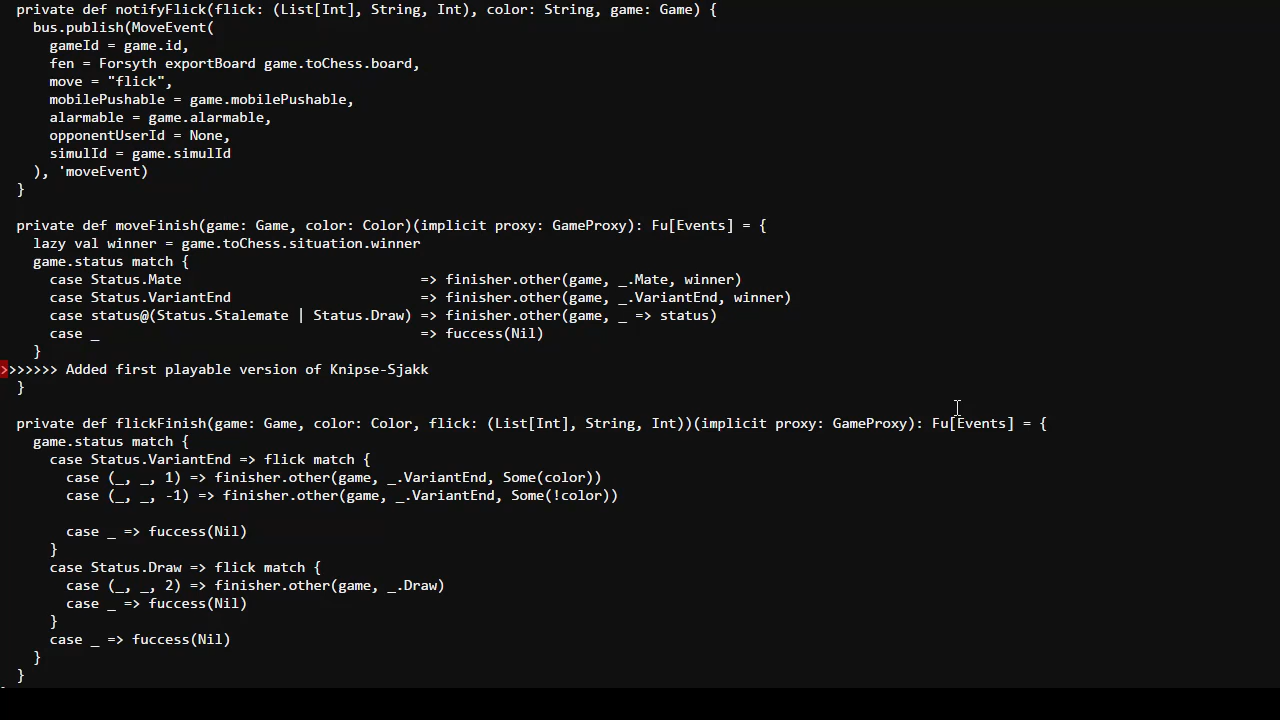 private def notifyFlick(flick: (List[Int], String, Int), color: String, game: Game) {
bus.publish(MoveEvent(
gameId = game.id,
fen = Forsyth exportBoard game.toChess.board,
move = "flick",
mobilePushable = game.mobilePushable,
alarmable = game.alarmable,
opponentUserId = None,
simulId = game.simulId
), 'moveEvent)
}
private def moveFinish(game: Game, color: Color)(implicit proxy: GameProxy): Fu[Events] = {
lazy val winner = game.toChess.situation.winner
game.status match {
case Status.Mate => finisher.other(game, _.Mate, winner)
case Status.VariantEnd => finisher.other(game, _.VariantEnd, winner)
case status@(Status.Stalemate | Status.Draw) => finisher.other(game, _ => status)
case _ => fuccess(Nil)
}
>>>>>>> Added first playable version of Knipse-Sjakk
}
private def flickFinish(game: Game, color: Color, flick: (List[Int], String, Int))(implicit proxy: GameProxy): Fu[Events] = {
game.status match {
case Status.VariantEnd => flick match {
case (_, _, 1) => finisher.other(game, _.VariantEnd, Some(color))
case (_, _, -1) => finisher.other(game, _.VariantEnd, Some(!color))
case _ => fuccess(Nil)
}
case Status.Draw => flick match {
case (_, _, 2) => finisher.other(game, _.Draw)
case _ => fuccess(Nil)
}
case _ => fuccess(Nil)
}
}